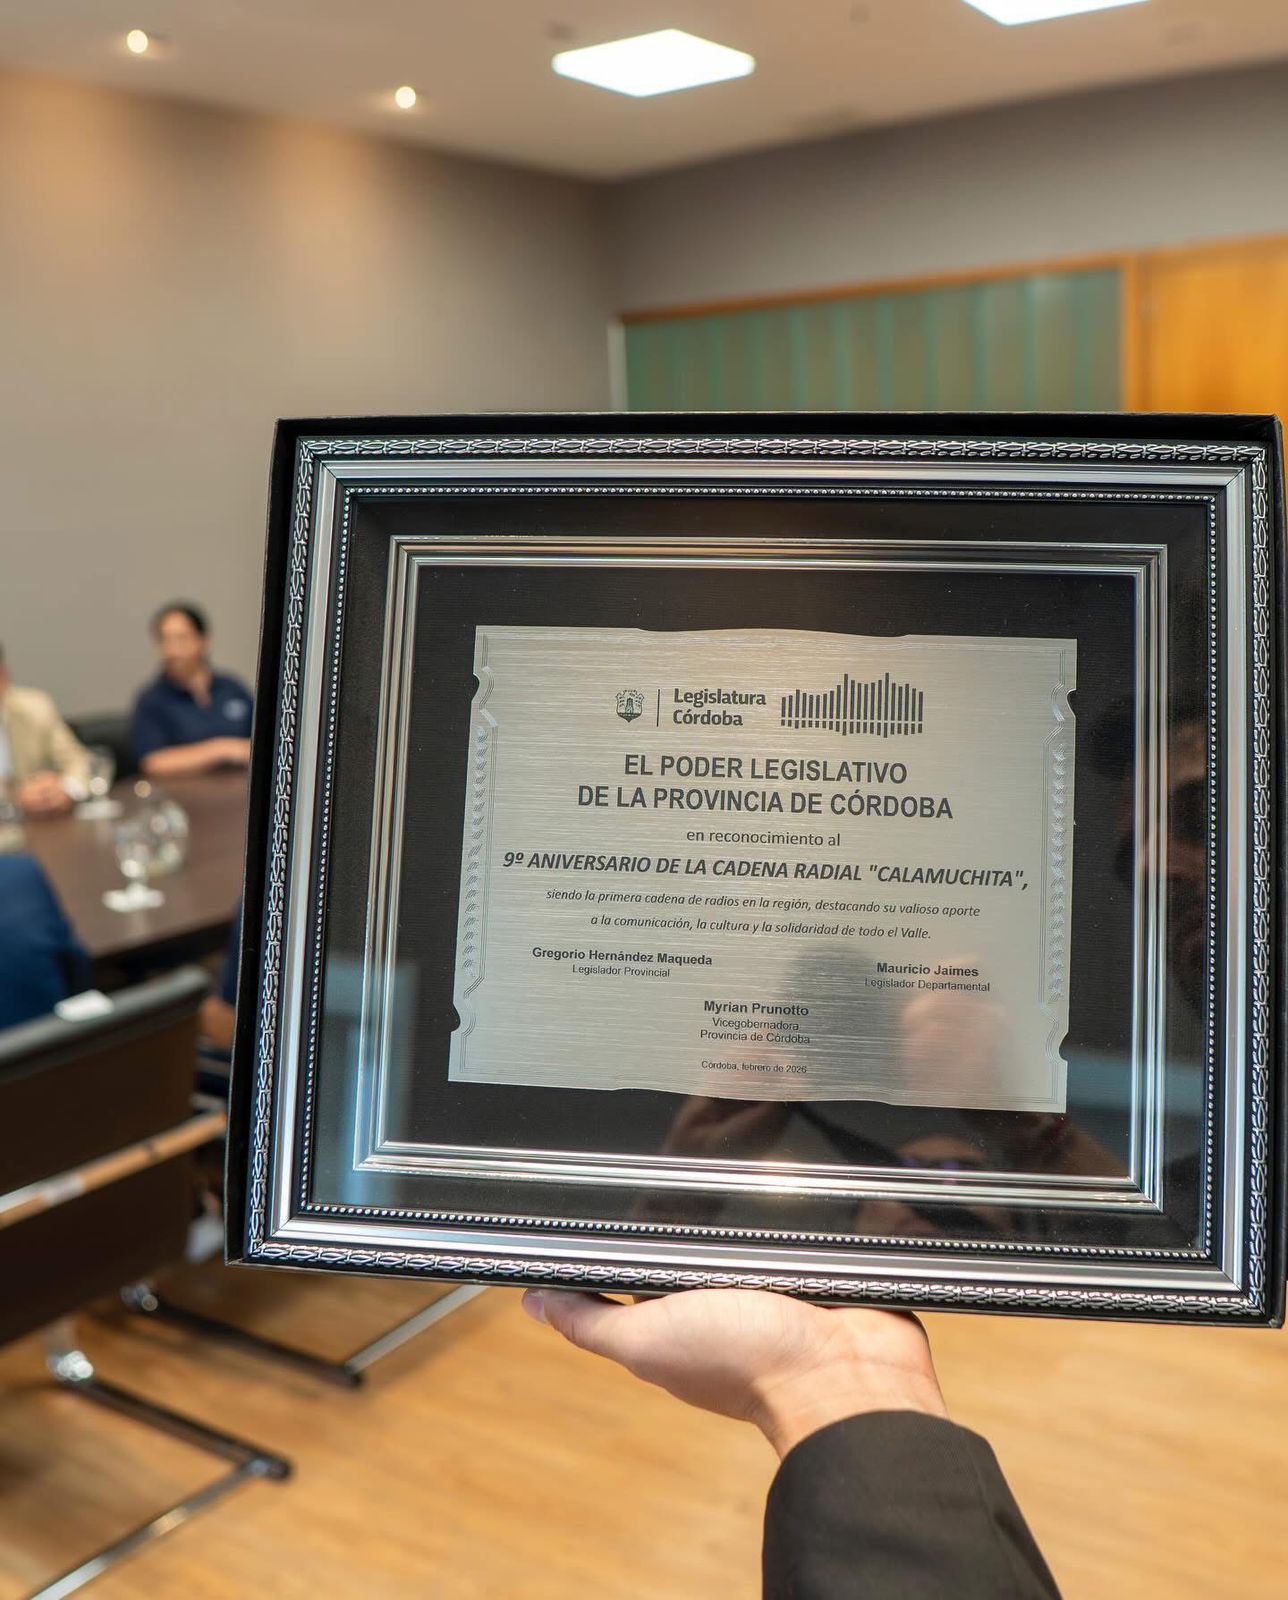 Legislatura
Córdoba
EL PODER LEGISLATIVO
DE LA PROVINCIA DE CÓRDOBA
en reconocimiento al
9º ANIVERSARIO DE LA CADENA RADIAL "CALAMUCHITA",
siendo la primera cadena de radios en la región, destacando su valioso aporte
a la comunicación, la cultura y la solidaridad de todo el Valle.
Gregorio Hernández Maqueda
Legislador Provincial
Mauricio Jaimes
Legislador Departamental
Myrian Prunotto
Vicegobernadora
Provincia de Córdoba
Córdoba, febrero de 2026